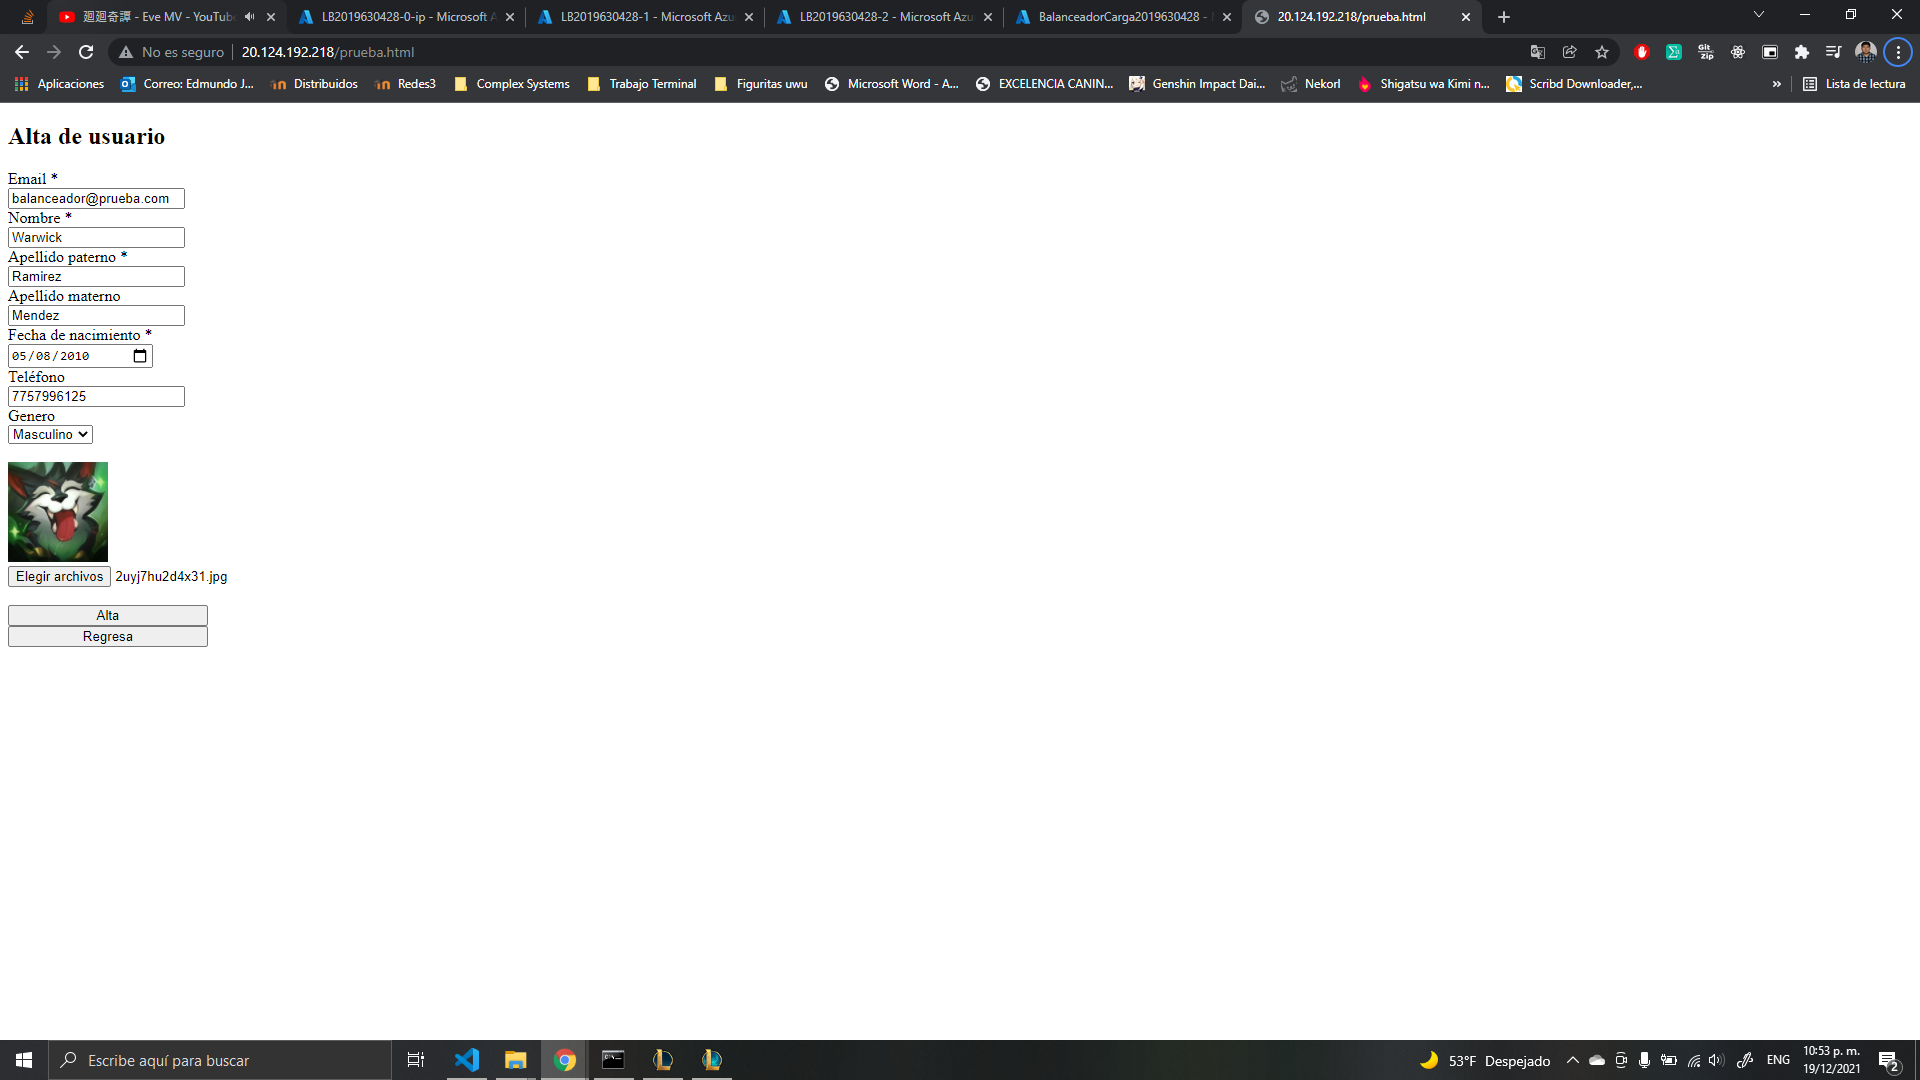 廻廻奇譚 - Eve MV - YouTube
LB2019630428-0-ip - Microsoft A
LB2019630428-1 - Microsoft Azu
LB2019630428-2 - Microsoft Azu
BalanceadorCarga2019630428 -
20.124.192.218/prueba.html
No es seguro
20.124.192.218/prueba.html
Aplicaciones
Correo: Edmundo J...
Distribuidos
Redes3
Complex Systems
Trabajo Terminal
Figuritas uwu
Microsoft Word - A...
EXCELENCIA CANIN...
Genshin Impact Dai...
Nekorl
Shigatsu wa Kimi n...
Scribd Downloader,...
»
Lista de lectura
Alta de usuario
Email *
balanceador@prueba.com
Nombre *
Warwick
Apellido paterno *
Ramirez
Apellido materno
Mendez
Fecha de nacimiento *
05/08/2010
Teléfono
7757996125
Genero
Masculino
Elegir archivos 2uyj7hu2d4x31.jpg
Alta
Regresa
Escribe aquí para buscar
53°F Despejado
ENG
10:53 p. m.
19/12/2021
2